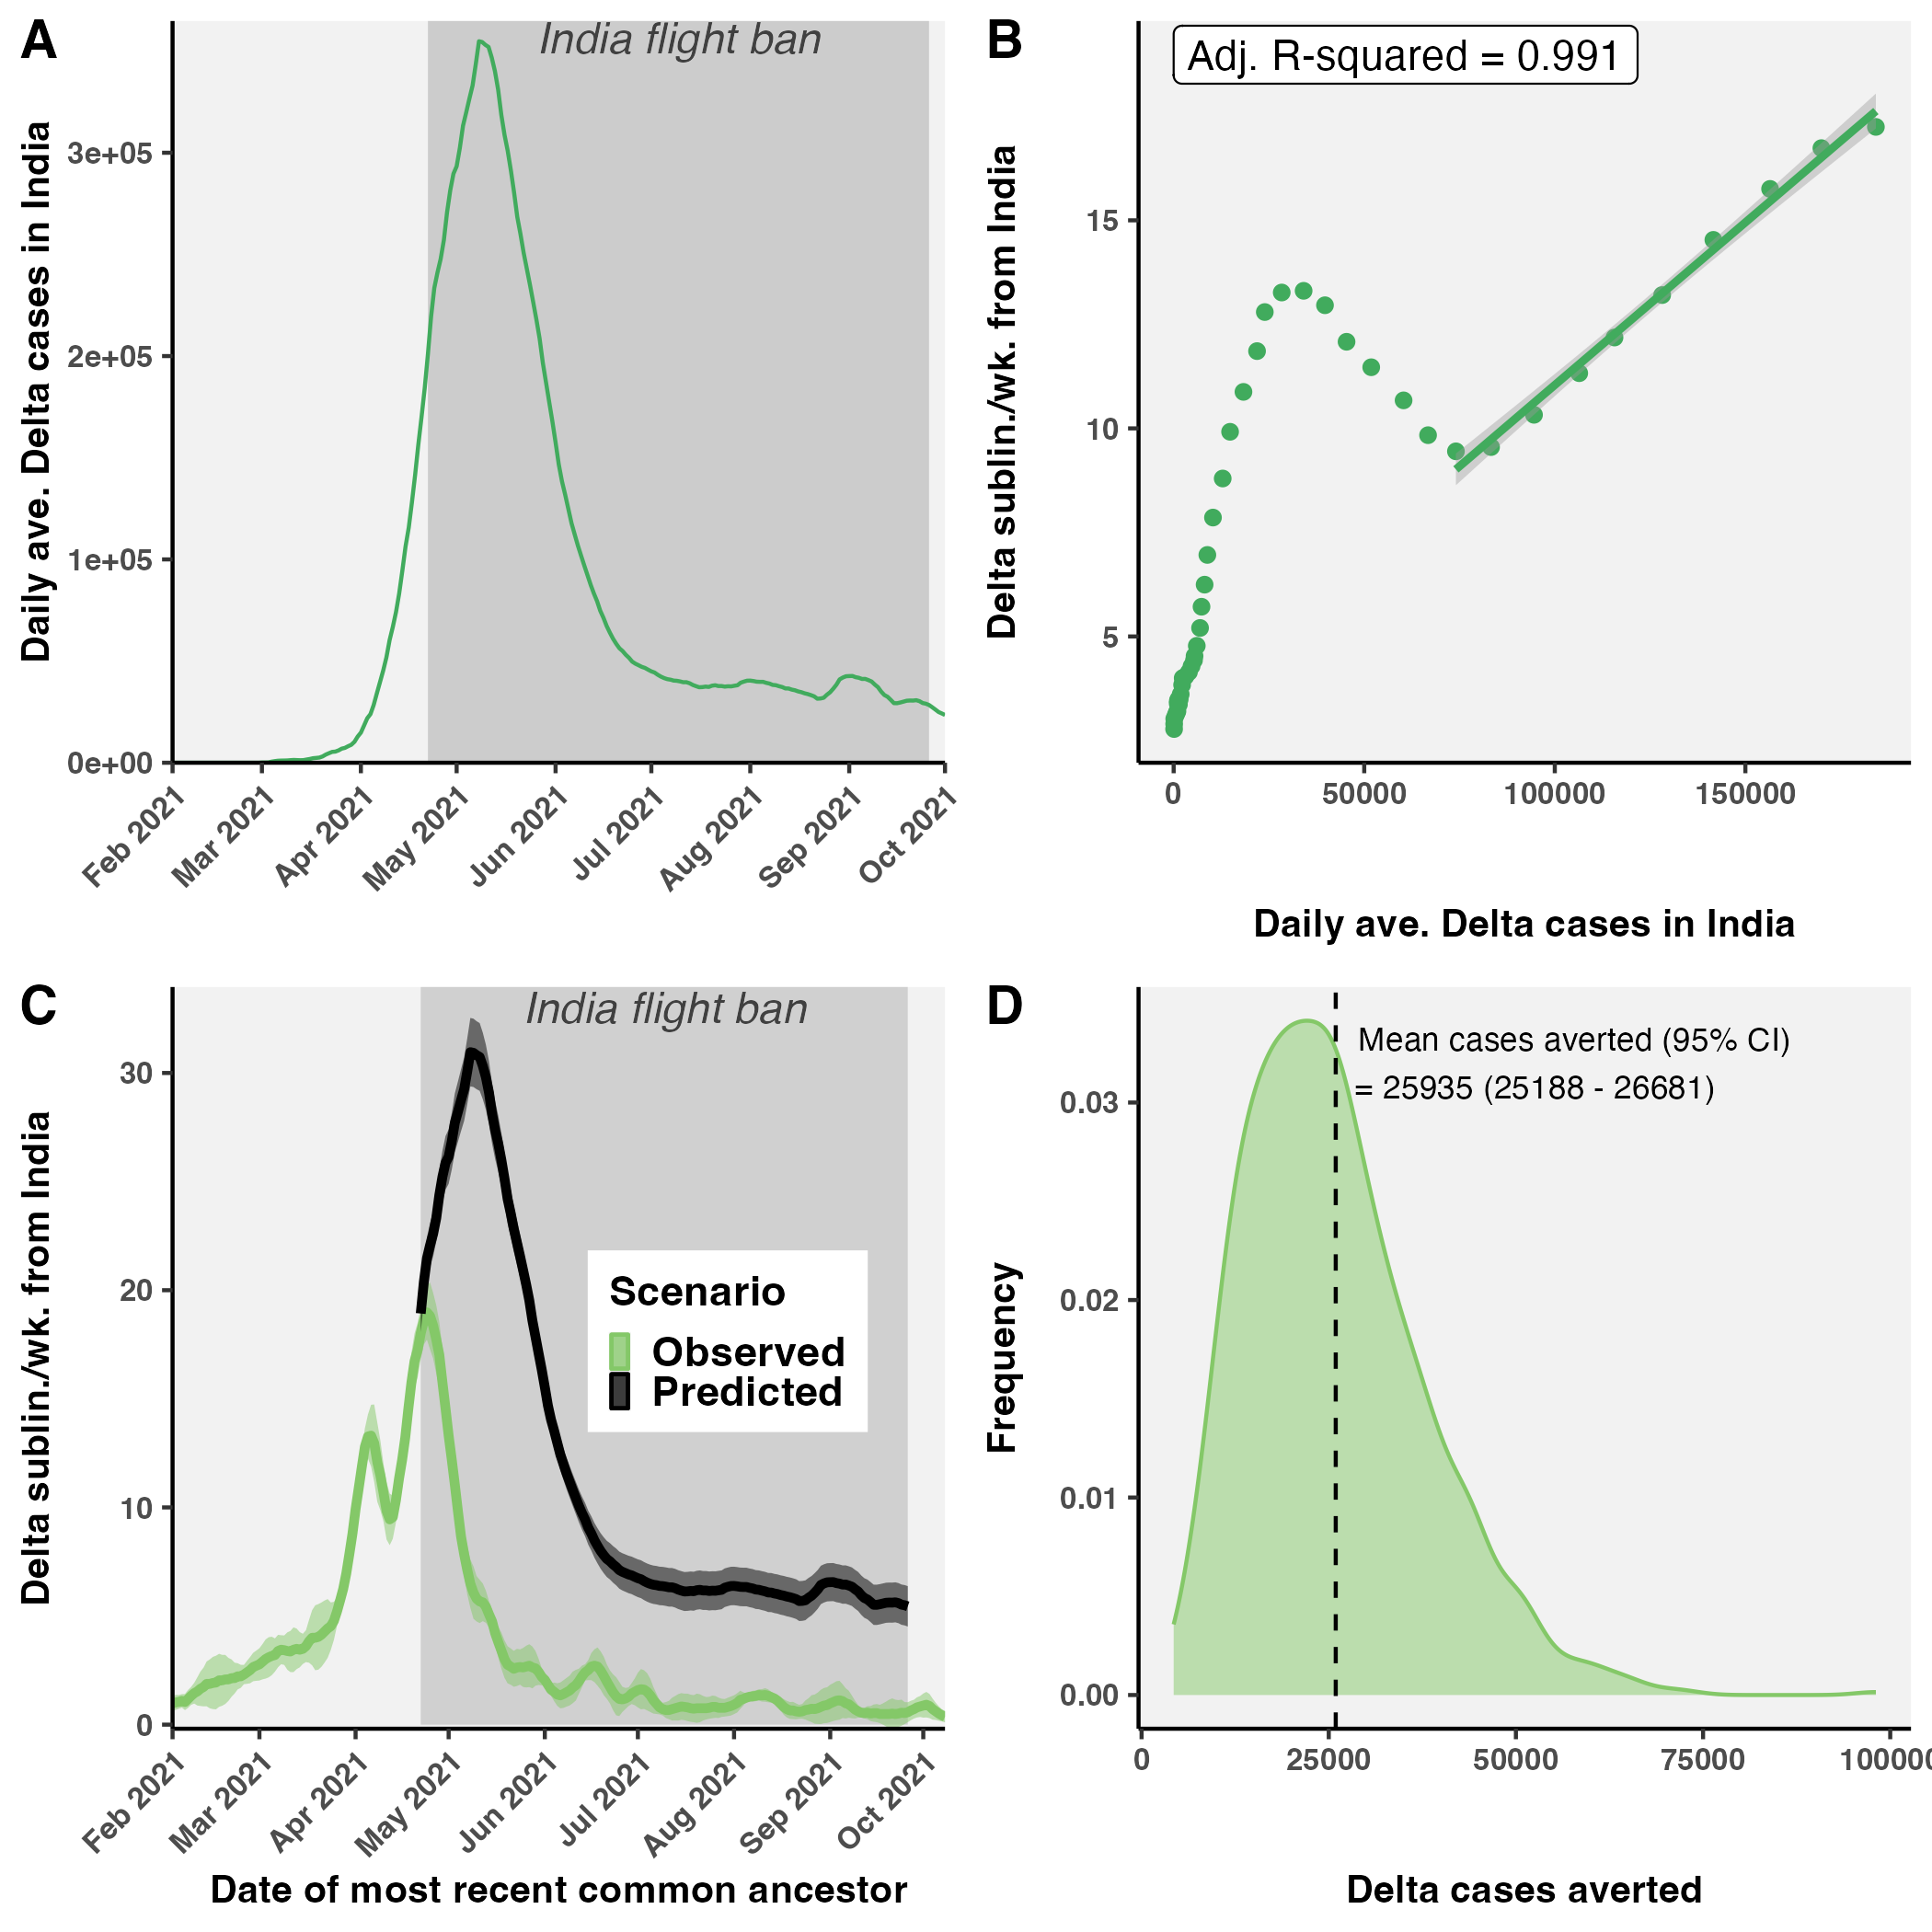 A
India flight ban
Daily ave. Delta cases in India
3e+05
2e+05
1e+05
0e+00
Feb 2021
Mar 2021
Apr 2021
May 2021
Jun 2021
Jul 2021
Aug 2021
Sep 2021
Oct 2021
B
Adj. R-squared = 0.991
Delta sublin./wk. from India
15
10
5
0
50000
100000
150000
Daily ave. Delta cases in India
C
India flight ban
Delta sublin./wk. from India
30
20
10
0
Scenario
Observed
Predicted
Feb 2021
Mar 2021
Apr 2021
May 2021
Jun 2021
Jul 2021
Aug 2021
Sep 2021
Oct 2021
Date of most recent common ancestor
D
Mean cases averted (95% CI)
= 25935 (25188 - 26681)
Frequency
0.03
0.02
0.01
0.00
0
25000
50000
75000
100000
Delta cases averted